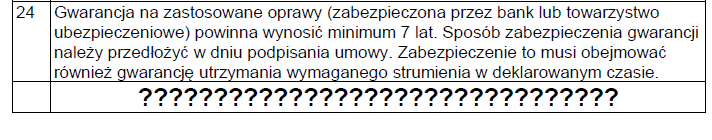 24 Gwarancja na zastosowane oprawy (zabezpieczona przez bank lub towarzystwo
ubezpieczeniowe) powinna wynosić minimum 7 lat. Sposób zabezpieczenia gwarancji
należy przedłożyć w dniu podpisania umowy. Zabezpieczenie to musi obejmować
również gwarancję utrzymania wymaganego strumienia w deklarowanym czasie.
????????????????????????????????